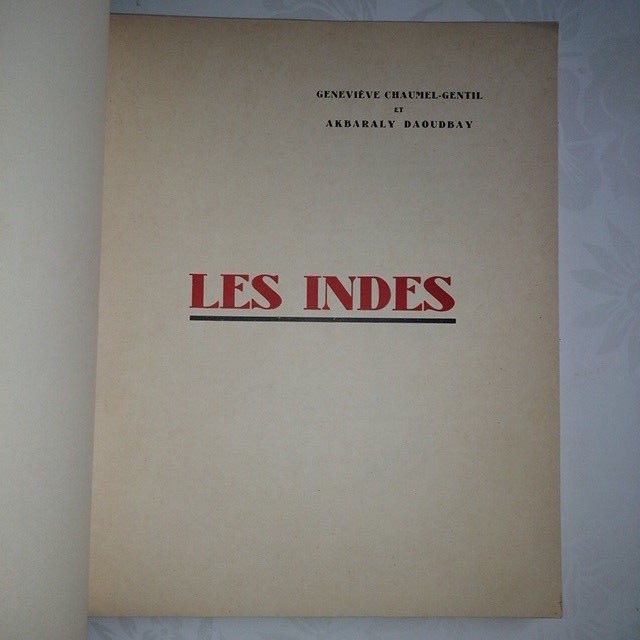 GENEVIÈVE CHAUMEL-GENTIL
ET
AKBARALY DAOUDBAY
LES INDES